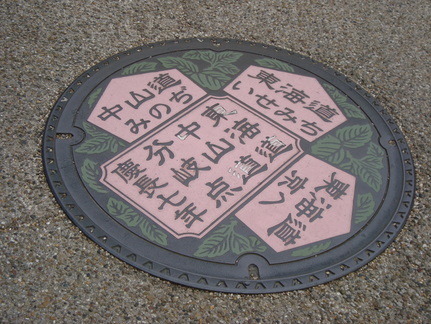 中山道
みのぢ
東海道
いせみち
東海道
中山道
分岐点
慶長七年
東海道
京へ